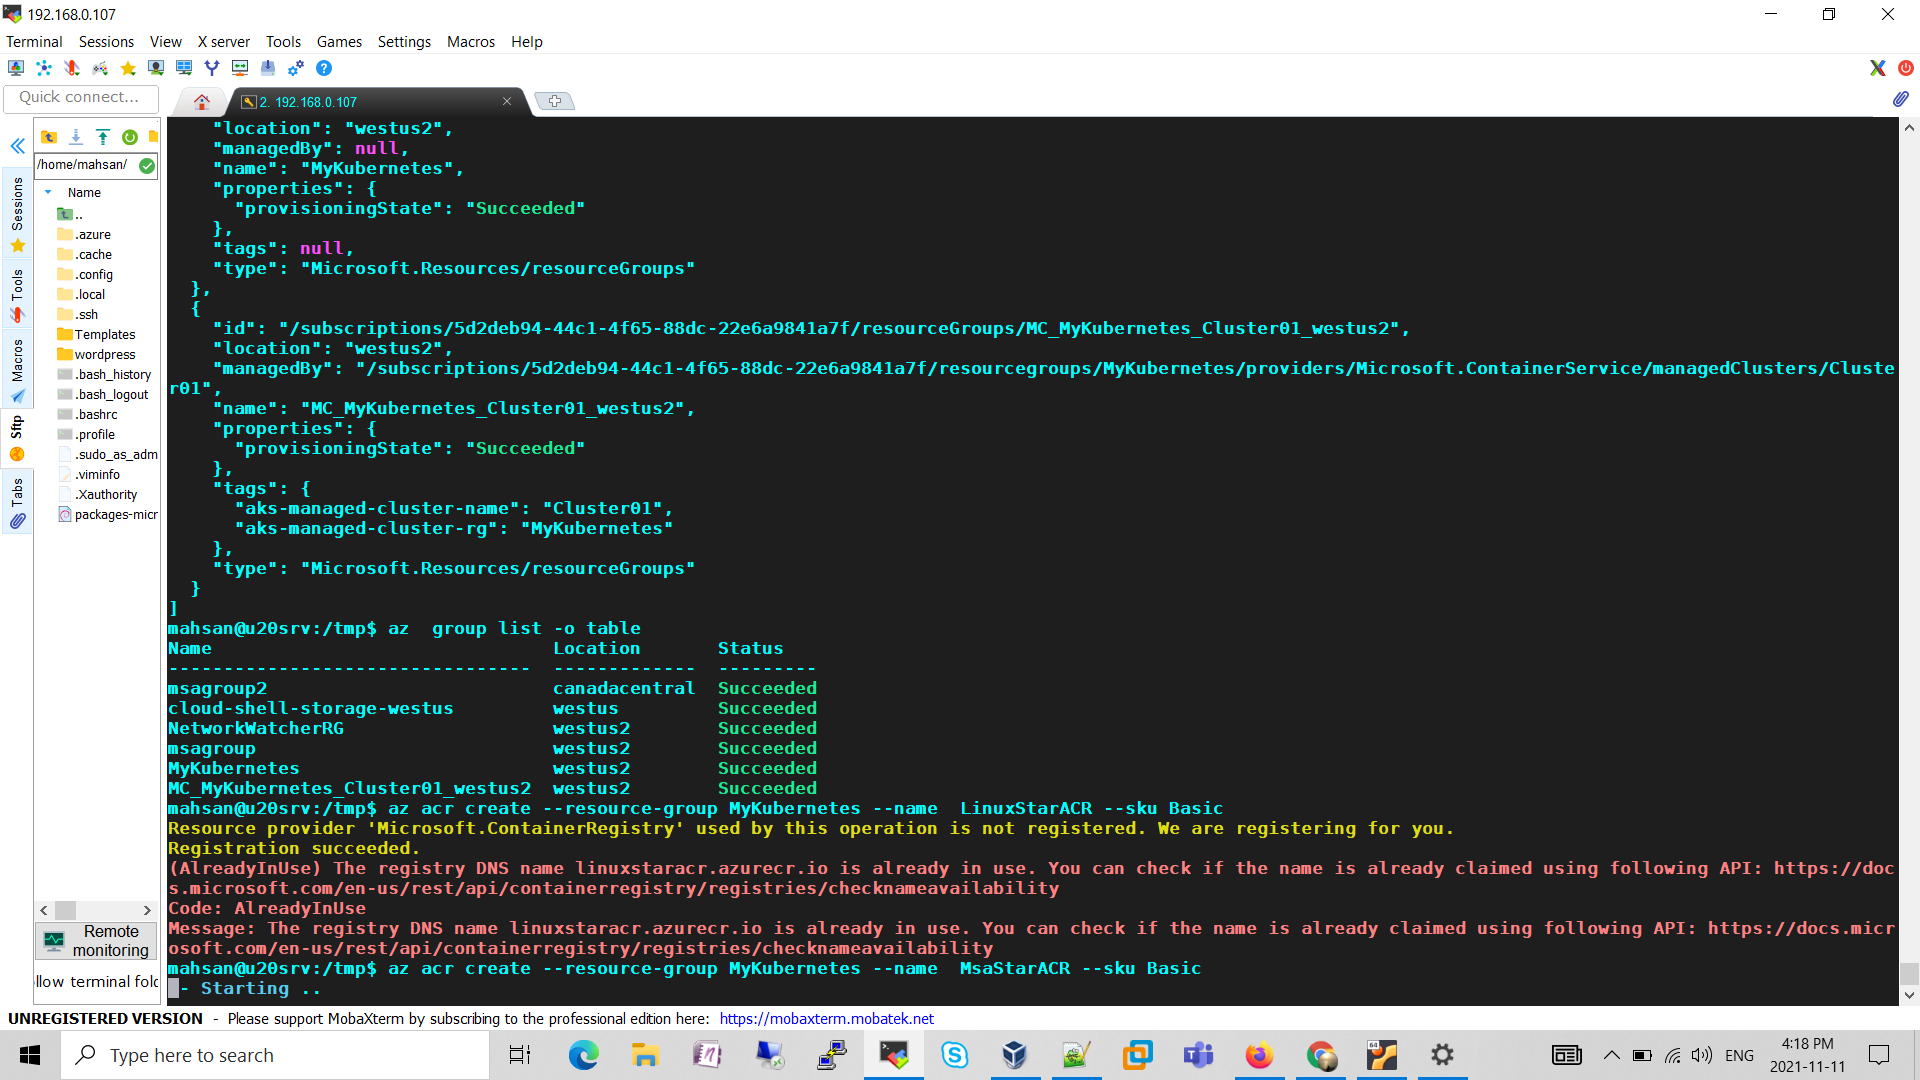 192.168.0.107
Terminal Sessions View X server Tools Games Settings Macros Help
Quick connect...
2. 192.168.0.107
/home/mahsan/
Name
..
.azure
.cache
.config
.local
.ssh
Templates
wordpress
.bash_history
.bash_logout
.bashrc
.profile
.sudo_as_adm
.viminfo
.Xauthority
packages-micr
Sessions
Tools
Macros
Sftp
Tabs
Remote
monitoring
llow terminal fold
"location": "westus2",
"managedBy": null,
"name": "MyKubernetes",
"properties": {
"provisioningState": "Succeeded"
},
"tags": null,
"type": "Microsoft.Resources/resourceGroups"
},
{
"id": "/subscriptions/5d2deb94-44c1-4f65-88dc-22e6a9841a7f/resourceGroups/MC_MyKubernetes_Cluster01_westus2",
"location": "westus2",
"managedBy": "/subscriptions/5d2deb94-44c1-4f65-88dc-22e6a9841a7f/resourcegroups/MyKubernetes/providers/Microsoft.ContainerService/managedClusters/Cluste
r01",
"name": "MC_MyKubernetes_Cluster01_westus2",
"properties": {
"provisioningState": "Succeeded"
},
"tags": {
"aks-managed-cluster-name": "Cluster01",
"aks-managed-cluster-rg": "MyKubernetes"
},
"type": "Microsoft.Resources/resourceGroups"
}
]
mahsan@u20srv:/tmp$ az  group list -o table
Name Location Status
--------------------------------- ------------- ---------
msagroup2 canadacentral Succeeded
cloud-shell-storage-westus westus Succeeded
NetworkWatcherRG westus2 Succeeded
msagroup westus2 Succeeded
MyKubernetes westus2 Succeeded
MC_MyKubernetes_Cluster01_westus2 westus2 Succeeded
mahsan@u20srv:/tmp$ az acr create --resource-group MyKubernetes --name  LinuxStarACR --sku Basic
Resource provider 'Microsoft.ContainerRegistry' used by this operation is not registered. We are registering for you.
Registration succeeded.
(AlreadyInUse) The registry DNS name linuxstaracr.azurecr.io is already in use. You can check if the name is already claimed using following API: https://doc
s.microsoft.com/en-us/rest/api/containerregistry/registries/checknameavailability
Code: AlreadyInUse
Message: The registry DNS name linuxstaracr.azurecr.io is already in use. You can check if the name is already claimed using following API: https://docs.micr
osoft.com/en-us/rest/api/containerregistry/registries/checknameavailability
mahsan@u20srv:/tmp$ az acr create --resource-group MyKubernetes --name  MsaStarACR --sku Basic
- Starting ..
UNREGISTERED VERSION - Please support MobaXterm by subscribing to the professional edition here: https://mobaxterm.mobatek.net
Type here to search
ENG
4:18 PM
2021-11-11